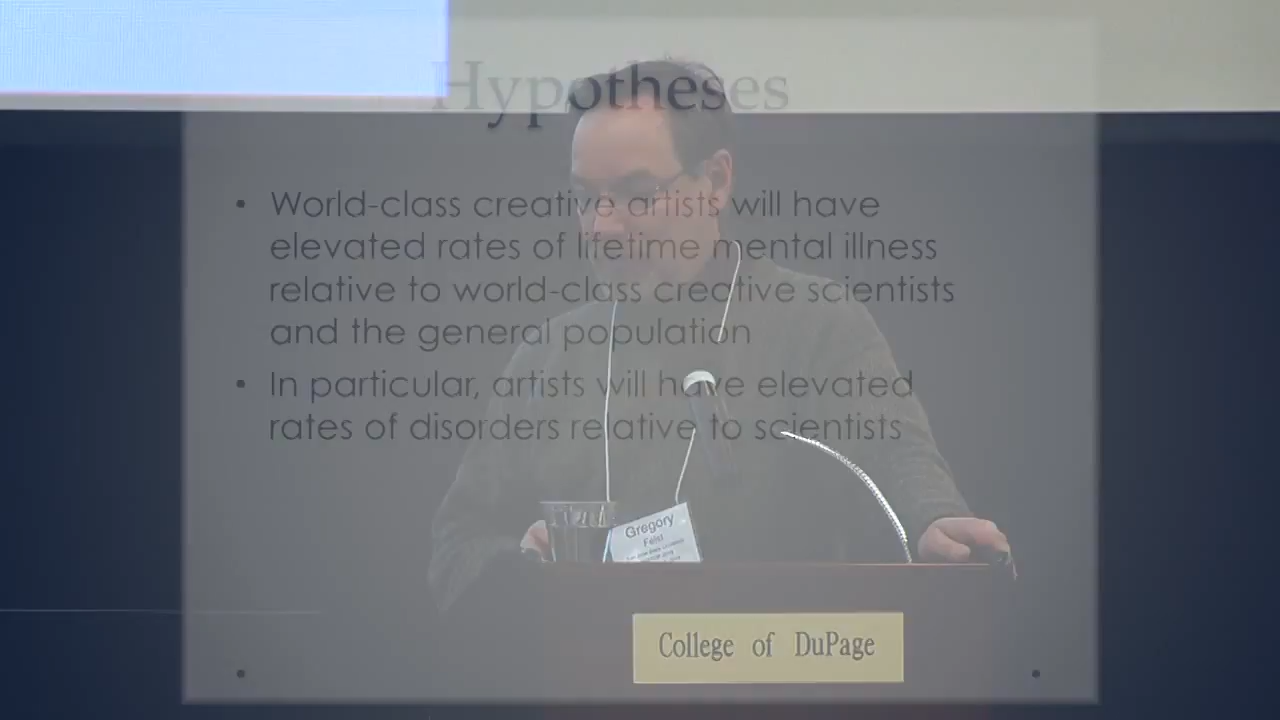 Hypotheses
• World-class creative artists will have
elevated rates of lifetime mental illness
relative to world-class creative scientists
and the general population
• In particular, artists will have elevated
rates of disorders relative to scientists
Gregory
Feist
College of DuPage